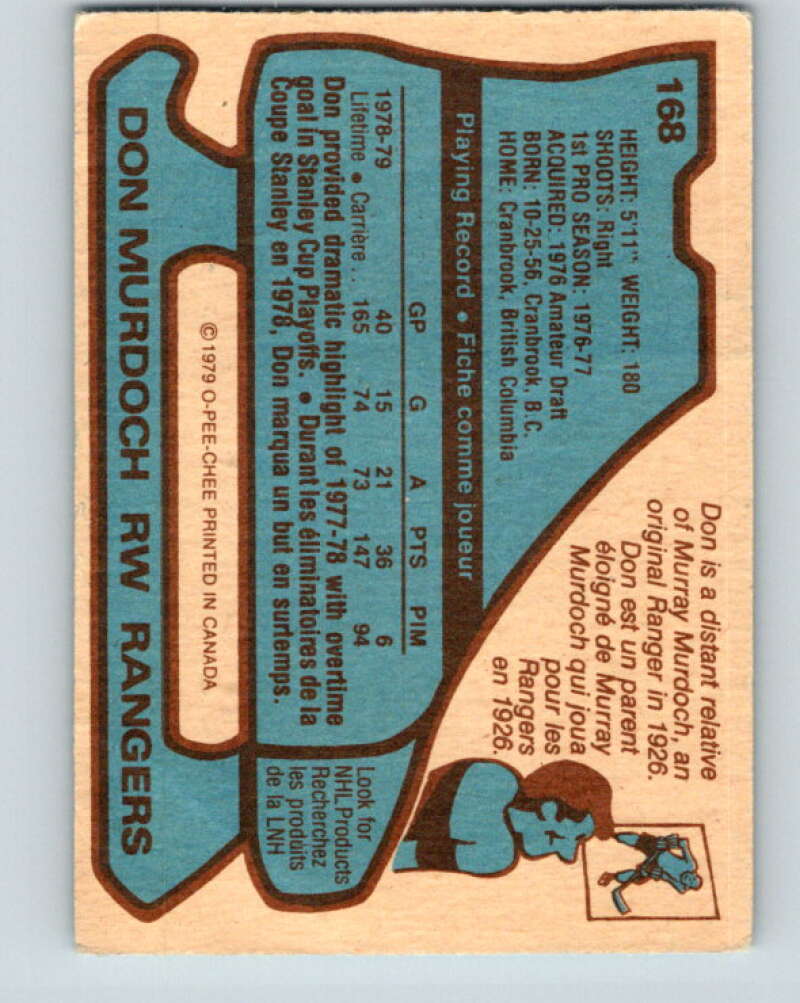 168
HEIGHT: 5'11" WEIGHT: 180
SHOOTS: Right
1st PRO SEASON: 1976-77
ACQUIRED: 1976 Amateur Draft
BORN: 10-25-56, Cranbrook, B.C.
HOME: Cranbrook, British Columbia
Playing Record • Fiche comme joueur
GP G A PTS PIM
1978-79 40 15 21 36 6
Lifetime • Carrière .. 165 74 73 147 94
Don provided dramatic highlight of 1977-78 with overtime
goal in Stanley Cup Playoffs. • Durant les éliminatoires de la
Coupe Stanley en 1978, Don marqua un but en surtemps.
Don is a distant relative
of Murray Murdoch, an
original Ranger in 1926.
Don est un parent
éloigné de Murray
Murdoch qui joua
pour les
Rangers
en 1926.
Look for
NHL Products
Recherchez
les produits
de la LNH
© 1979 O-PEE-CHEE PRINTED IN CANADA
DON MURDOCH RW RANGERS